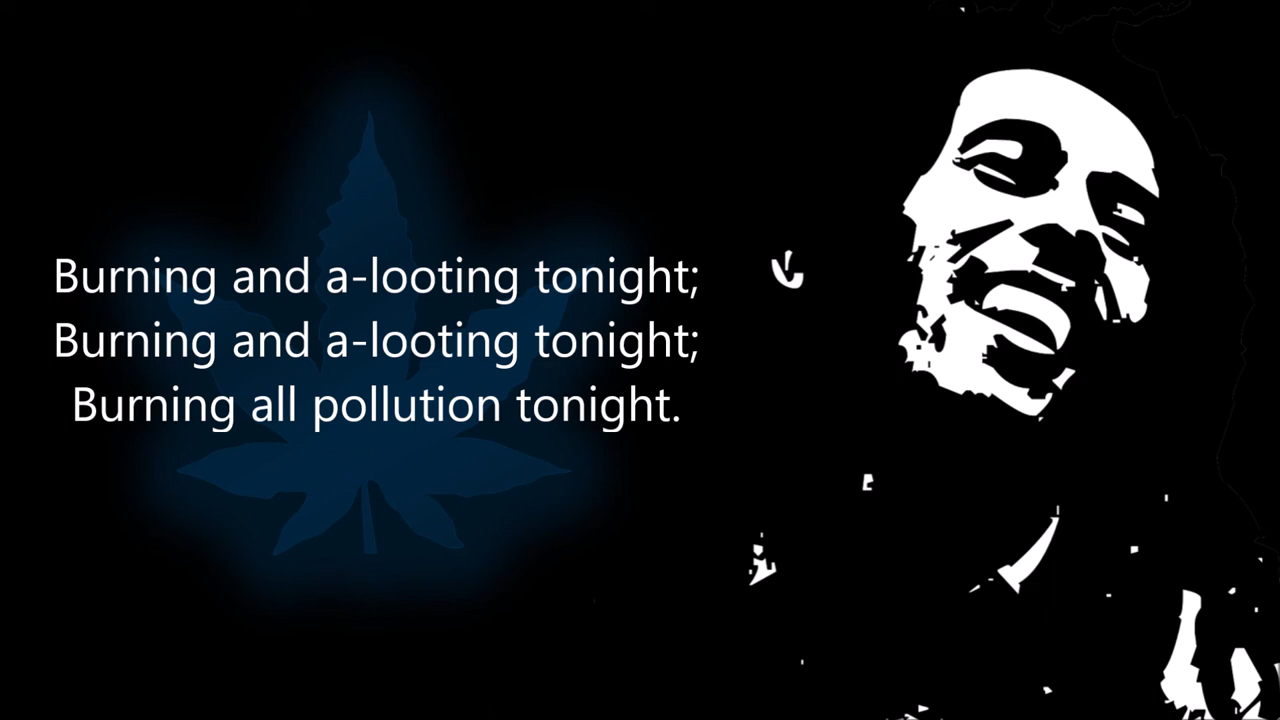 Burning and a-looting tonight;
Burning and a-looting tonight;
Burning all pollution tonight.